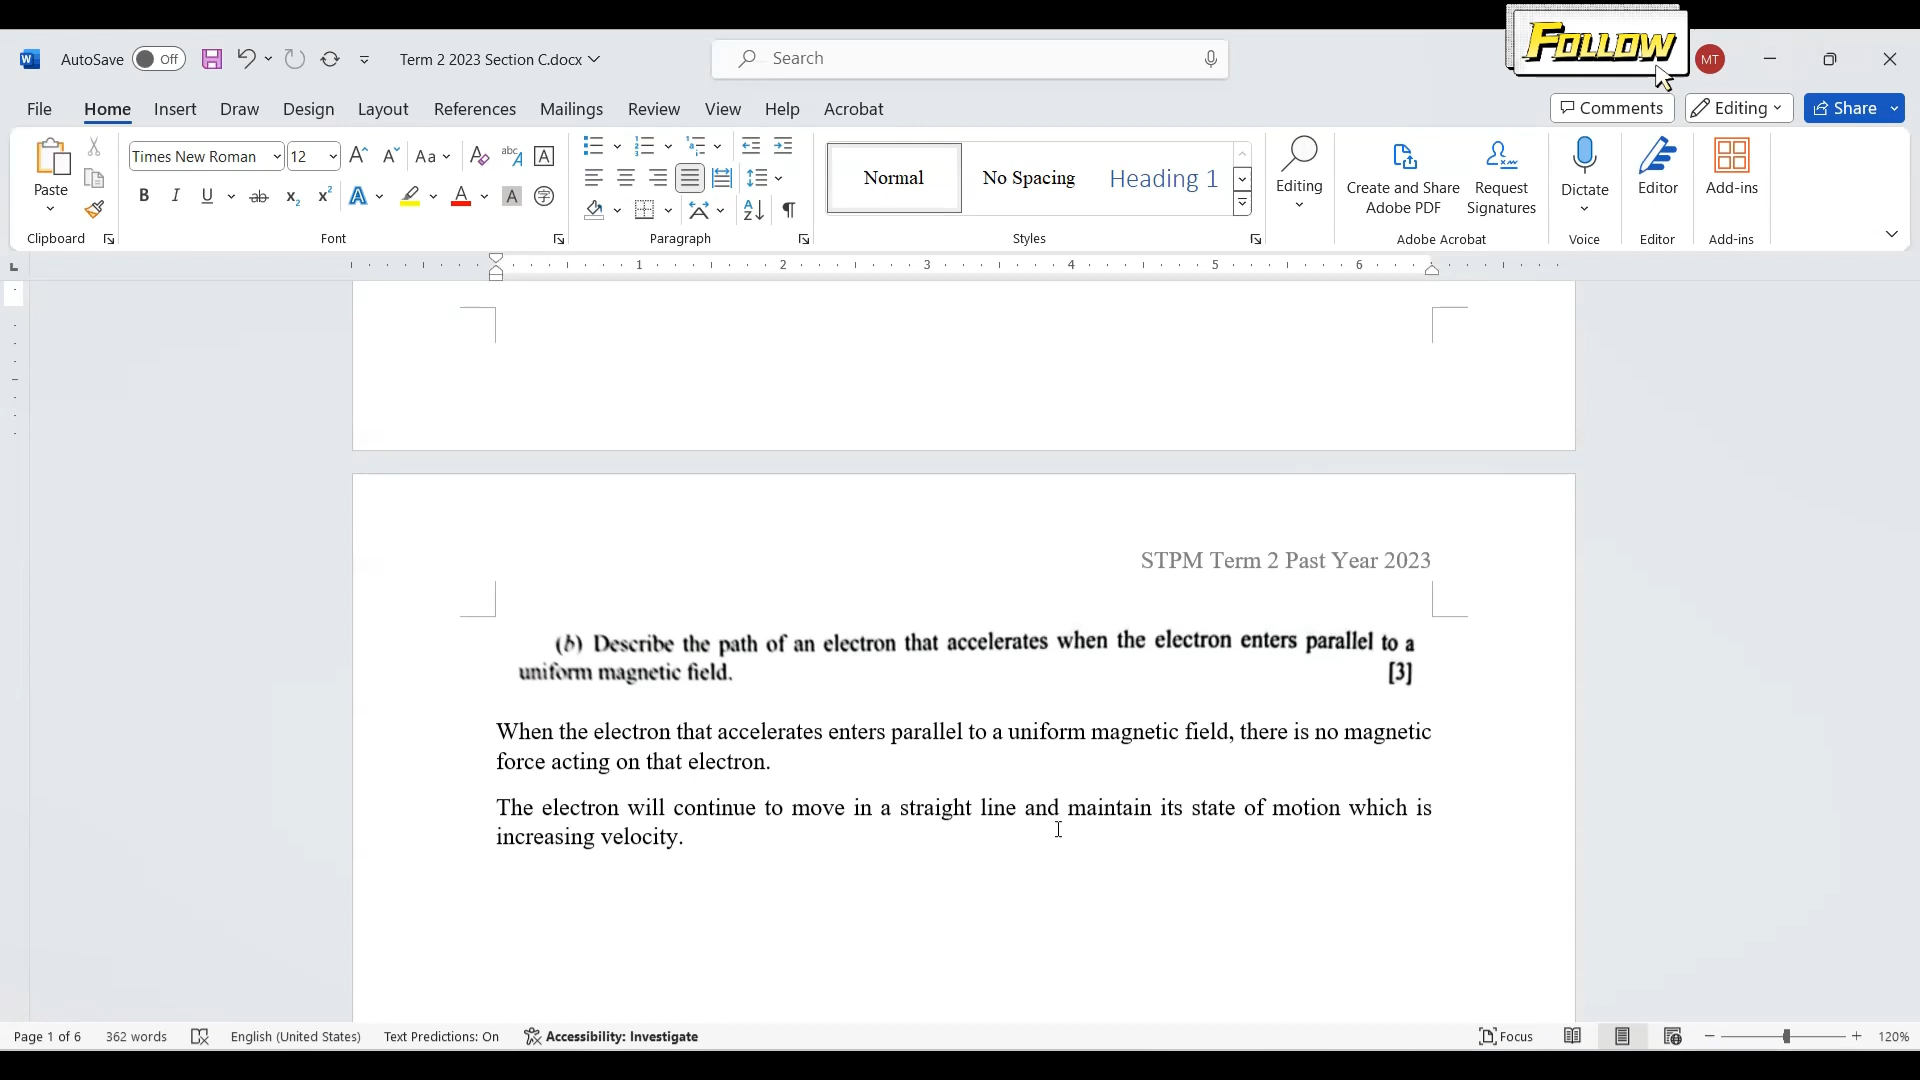 FOLLOW
AutoSave Off Term 2 2023 Section C.docx Search MT
File Home Insert Draw Design Layout References Mailings Review View Help Acrobat Comments Editing Share
Paste Times New Roman 12 Aa Normal No Spacing Heading 1 Editing Create and Share Adobe PDF Request Signatures Dictate Editor Add-ins
Clipboard Font Paragraph Styles Adobe Acrobat Voice Editor Add-ins
1 2 3 4 5 6
STPM Term 2 Past Year 2023
(b) Describe the path of an electron that accelerates when the electron enters parallel to a
uniform magnetic field. [3]
When the electron that accelerates enters parallel to a uniform magnetic field, there is no magnetic
force acting on that electron.
The electron will continue to move in a straight line and maintain its state of motion which is
increasing velocity.
Page 1 of 6 362 words English (United States) Text Predictions: On Accessibility: Investigate Focus 120%